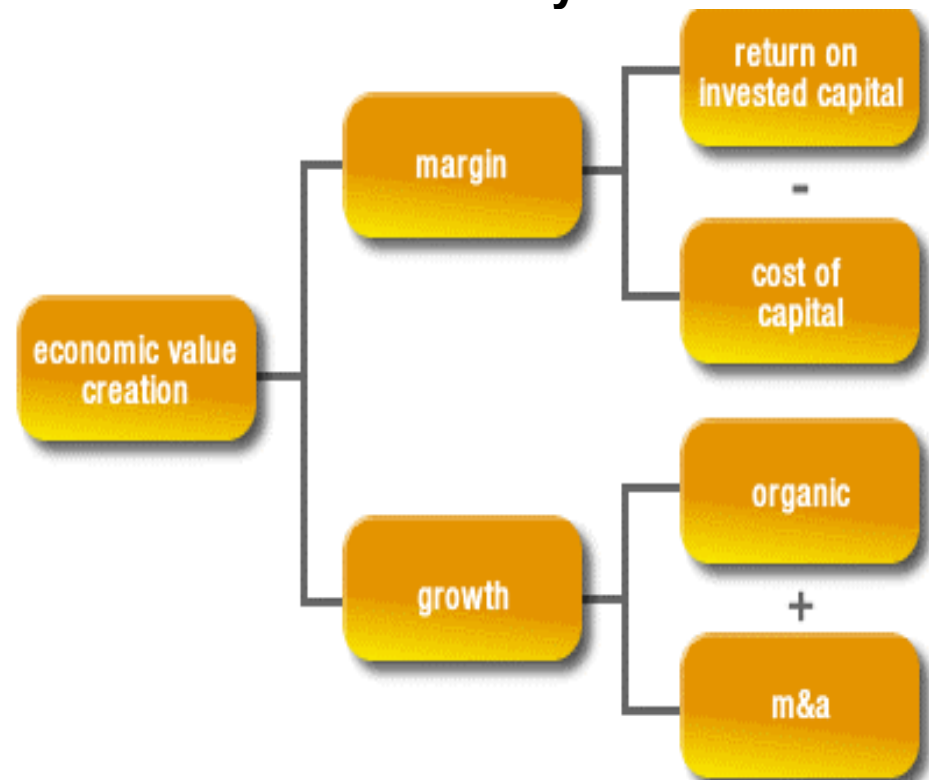 return on
invested capital
margin
-
cost of
capital
economic value
creation
organic
growth
+
m&a